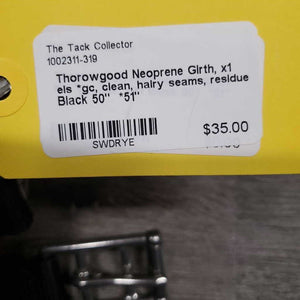 The Tack Collector
1002311-319
Thorowgood Neoprene Girth, x1
els *gc, clean, hairy seams, residue
Black 50" *51"
$35.00
SWDRYE